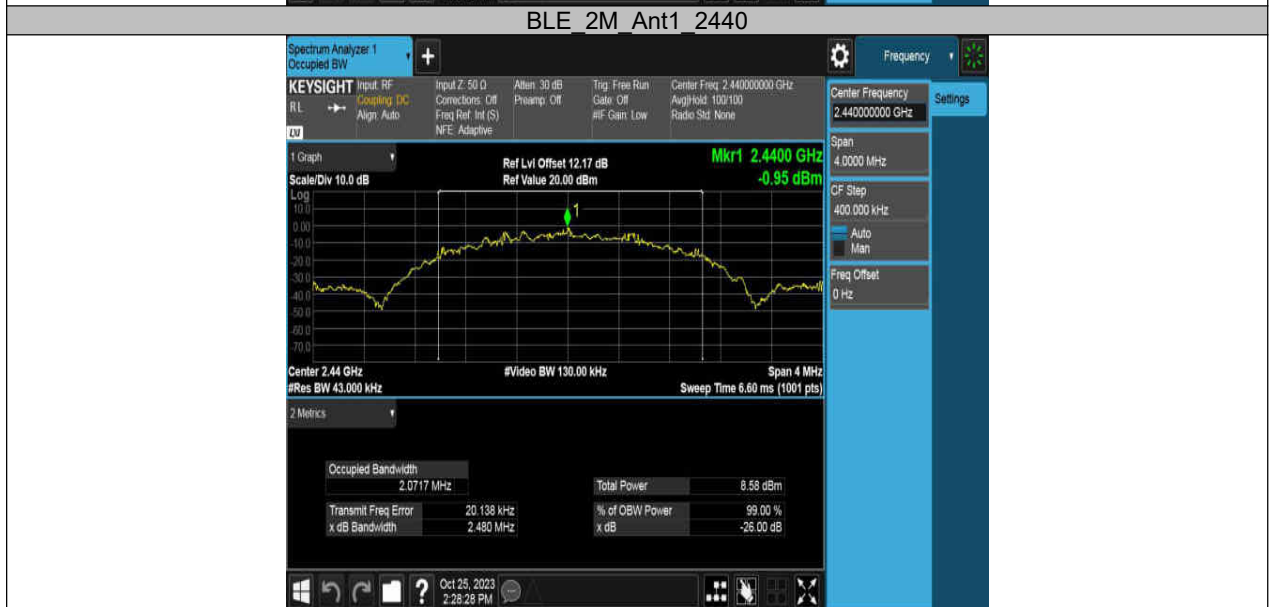 BLE_2M_Ant1_2440
Spectrum Analyzer 1
Occupied BW
+
Frequency
KEYSIGHT
RL
LXI
Input: RF
Coupling: DC
Align: Auto
Input Z: 50 Ω
Corrections: Off
Freq Ref: Int (S)
NFE: Adaptive
Atten: 30 dB
Preamp: Off
Trig: Free Run
Gate: Off
#IF Gain: Low
Center Freq: 2.440000000 GHz
Avg|Hold: 100/100
Radio Std: None
Center Frequency
2.440000000 GHz
Settings
Span
4.0000 MHz
CF Step
400.000 kHz
Auto
Man
Freq Offset
0 Hz
1 Graph
Scale/Div 10.0 dB
Ref Lvl Offset 12.17 dB
Ref Value 20.00 dBm
Mkr1 2.4400 GHz
-0.95 dBm
Log
10.0
0.00
-10.0
-20.0
-30.0
-40.0
-50.0
-60.0
-70.0
1
Center 2.44 GHz
#Res BW 43.000 kHz
#Video BW 130.00 kHz
Span 4 MHz
Sweep Time 6.60 ms (1001 pts)
2 Metrics
Occupied Bandwidth
2.0717 MHz
Transmit Freq Error 20.138 kHz
x dB Bandwidth 2.480 MHz
Total Power 8.58 dBm
% of OBW Power 99.00 %
x dB -26.00 dB
?
Oct 25, 2023
2:28:28 PM